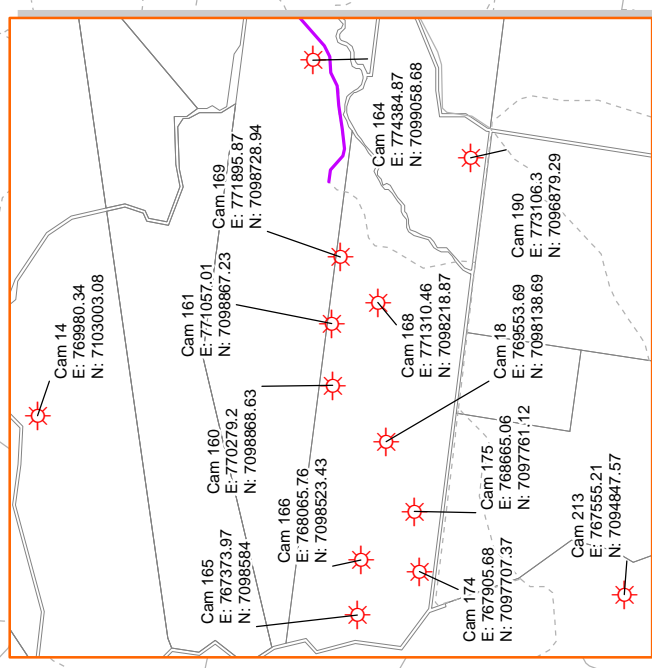 Cam 14
E: 769980.34
N: 7103003.08
Cam 164
E: 774384.87
N: 7099058.68
Cam 169
E: 771895.87
N: 7098728.94
Cam 161
E: 771057.01
N: 7098867.23
Cam 160
E: 770279.2
N: 7098868.63
Cam 166
E: 768065.76
N: 7098523.43
Cam 165
E: 767373.97
N: 7098584
Cam 190
E: 773106.3
N: 7096879.29
Cam 168
E: 771310.46
N: 7098218.87
Cam 18
E: 769553.69
N: 7098138.69
Cam 175
E: 768665.06
N: 7097761.12
Cam 174
E: 767905.68
N: 7097707.37
Cam 213
E: 767555.21
N: 7094847.57